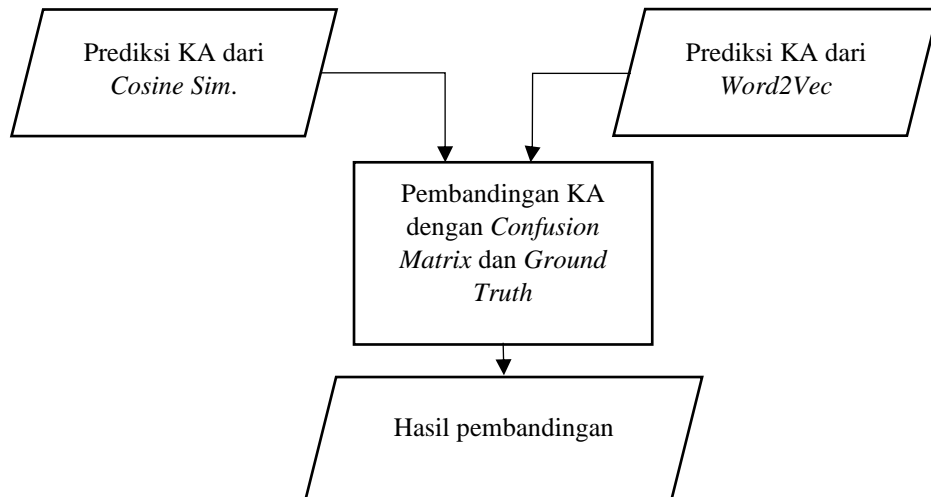 Prediksi KA dari
Cosine Sim.
Prediksi KA dari
Word2Vec
Pembandingan KA
dengan Confusion
Matrix dan Ground
Truth
Hasil pembandingan